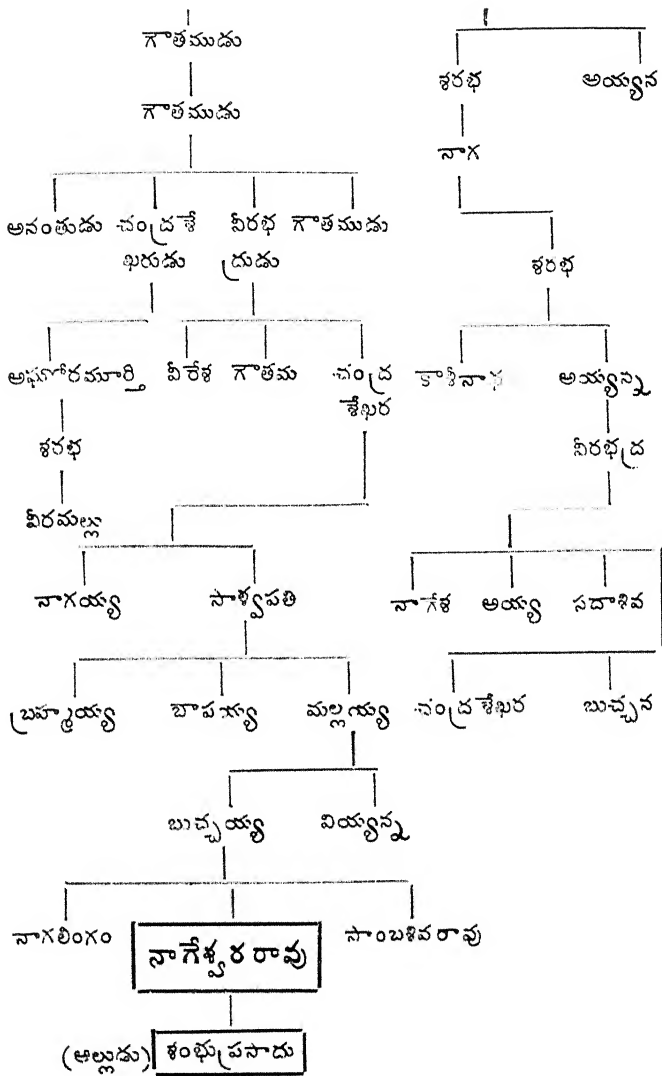 గౌతముడు
శరభ అయ్యన
గౌతముడు
నాగ
అనంతుడు చంద్రశే వీరభ గౌతముడు
ఖరుడు ద్రుడు
శరభ
అఘోరమూర్తి వీరేశ గౌతమ చంద్ర కాశీనాథ అయ్యన్న
శేఖర
శరభ
వీరభద్ర
వీరమల్లు
నాగయ్య సాళ్వపతి నాగేశ అయ్య సదాశివ
బ్రహ్మయ్య బాపయ్య మల్లయ్య చంద్రశేఖర బుచ్చన
బుచ్చయ్య వియ్యన్న
నాగలింగం నాగేశ్వరరావు సాంబశివరావు
(అల్లుడు) శంభుప్రసాదు